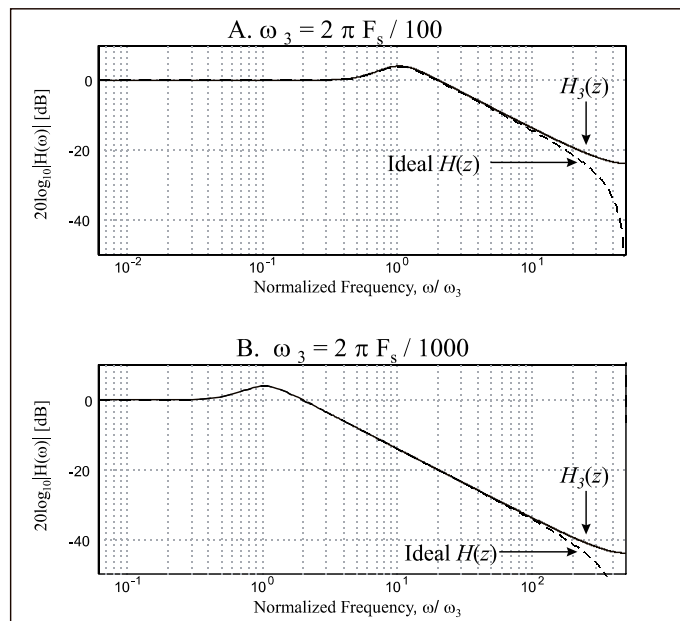 A. ω 3 = 2 π Fs / 100
20log10|H(ω)| [dB]
0
-20
-40
H3(z)
Ideal H(z)
10-2
10-1
100
101
Normalized Frequency, ω/ ω3
B. ω 3 = 2 π Fs / 1000
20log10|H(ω)| [dB]
0
-20
-40
H3(z)
Ideal H(z)
10-1
100
101
102
Normalized Frequency, ω/ ω3